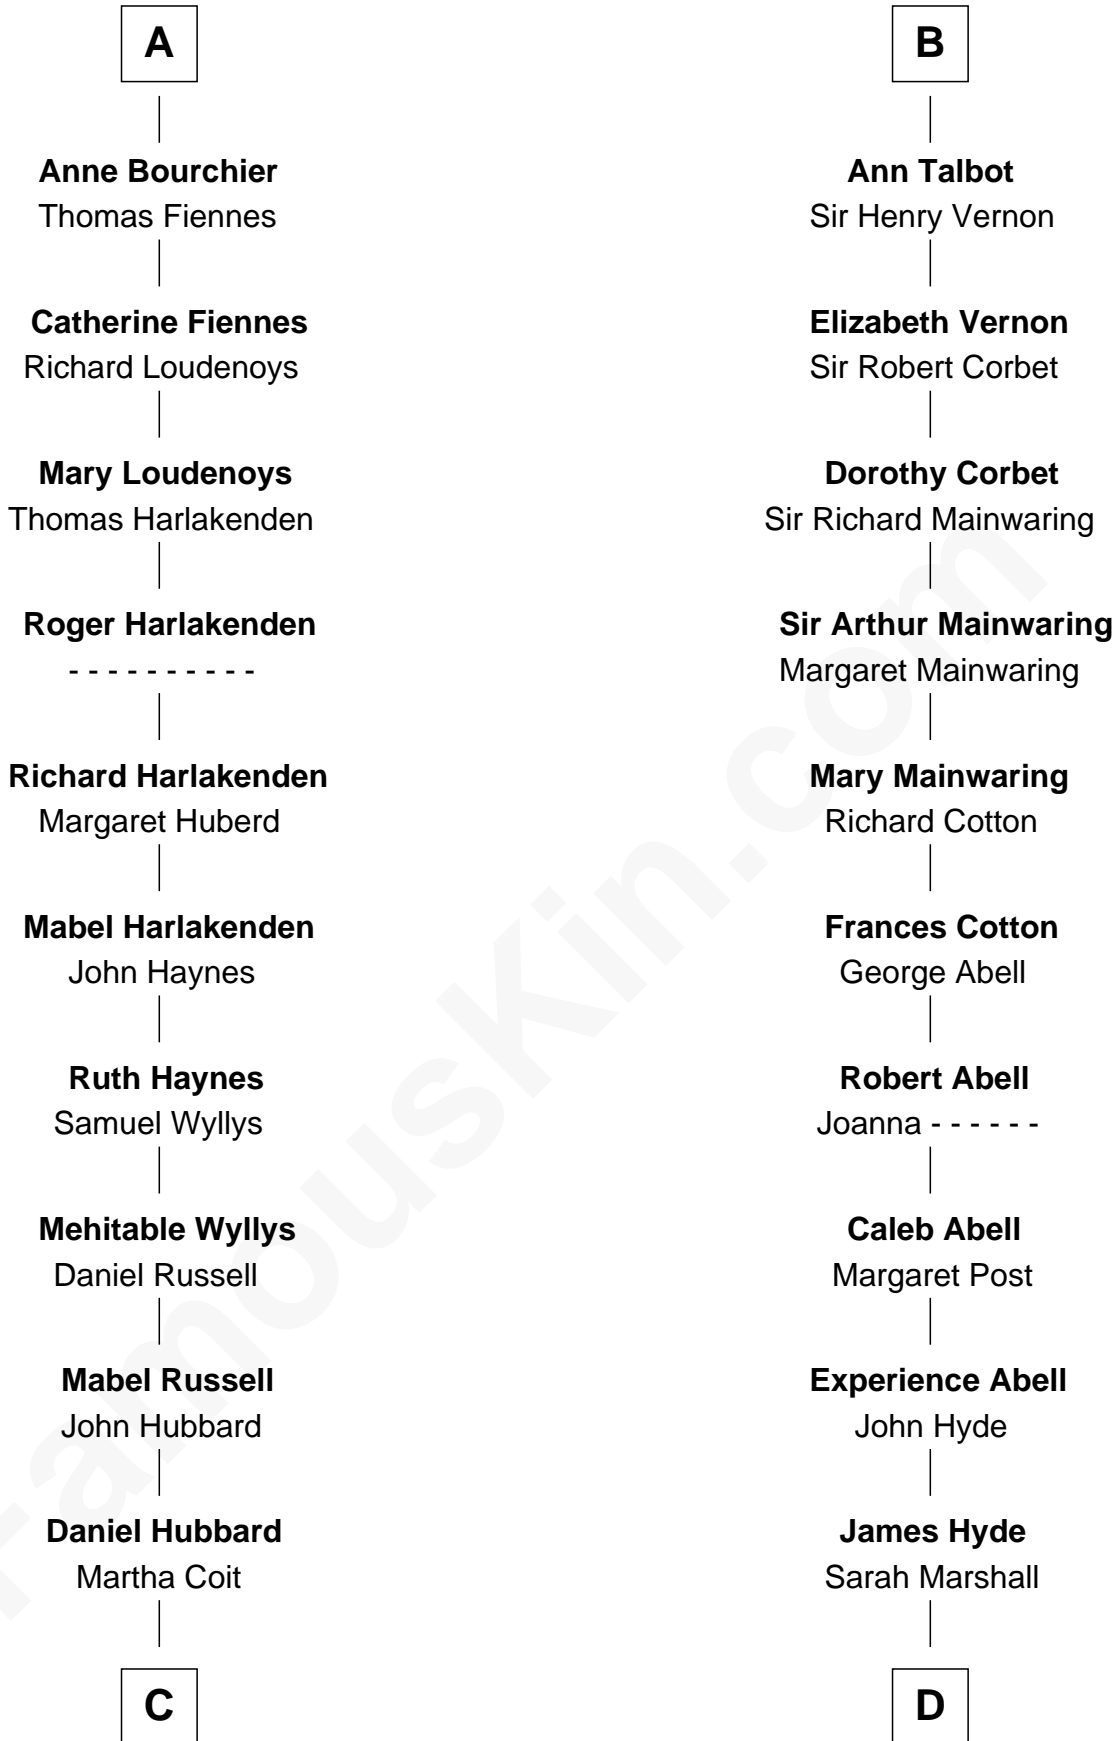 A
Anne Bourchier
Thomas Fiennes
Catherine Fiennes
Richard Loudenoys
Mary Loudenoys
Thomas Harlakenden
Roger Harlakenden
- - - - - - - - - -
Richard Harlakenden
Margaret Huberd
Mabel Harlakenden
John Haynes
Ruth Haynes
Samuel Wyllys
Mehitable Wyllys
Daniel Russell
Mabel Russell
John Hubbard
Daniel Hubbard
Martha Coit
C
B
Ann Talbot
Sir Henry Vernon
Elizabeth Vernon
Sir Robert Corbet
Dorothy Corbet
Sir Richard Mainwaring
Sir Arthur Mainwaring
Margaret Mainwaring
Mary Mainwaring
Richard Cotton
Frances Cotton
George Abell
Robert Abell
Joanna - - - - - -
Caleb Abell
Margaret Post
Experience Abell
John Hyde
James Hyde
Sarah Marshall
D
FamousKin.com